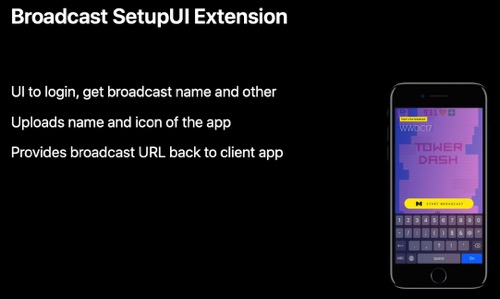 Broadcast SetupUI Extension
UI to login, get broadcast name and other
Uploads name and icon of the app
Provides broadcast URL back to client app
WWDC17
TOWER
DASH
START BROADCAST